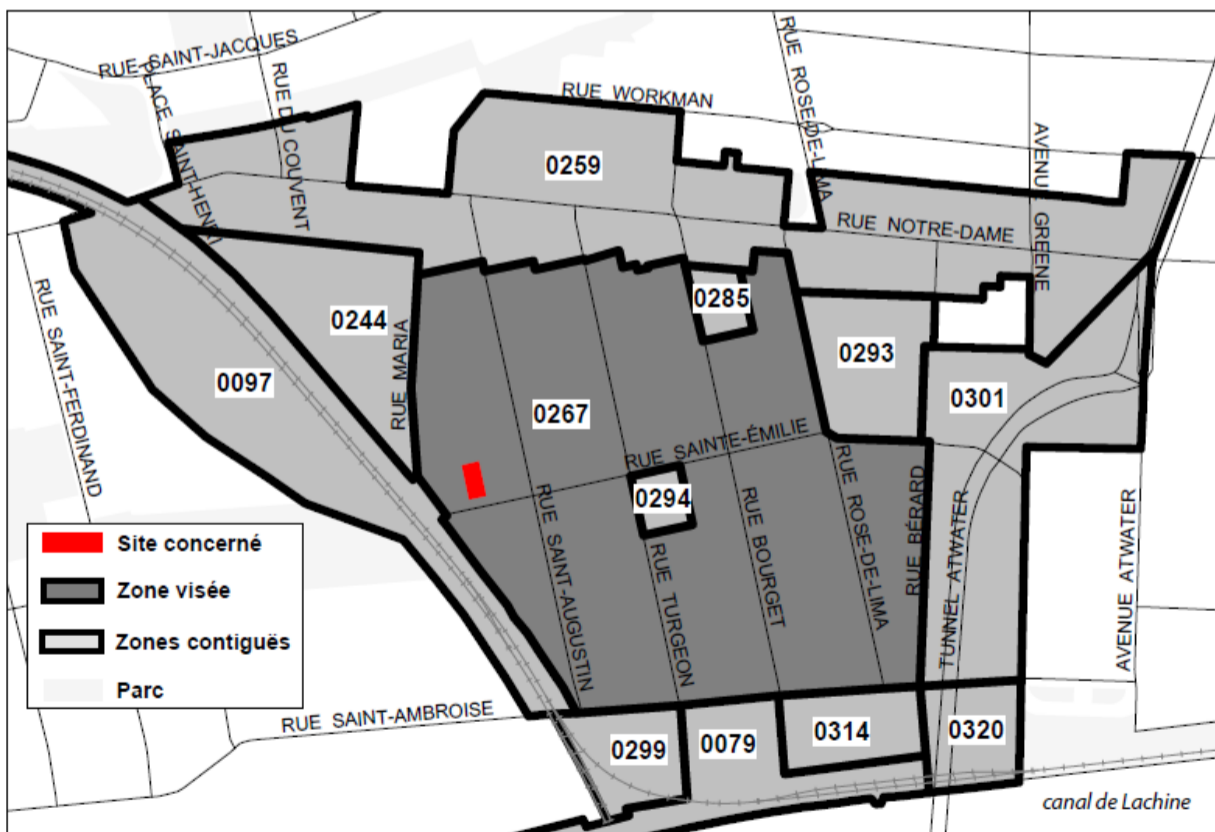 RUE SAINT-JACQUES
PLACE SAINT-HENRI
RUE DU COUVENT
RUE WORKMAN
RUE ROSE-DE-LIMA
AVENUE GREENE
0259
RUE NOTRE-DAME
RUE SAINT-FERDINAND
0244
0097
RUE MARIA
0285
0293
0267
0301
RUE SAINTE-ÉMILIE
0294
RUE SAINT-AUGUSTIN
RUE TURGEON
RUE BOURGET
RUE ROSE-DE-LIMA
RUE BÉRARD
TUNNEL ATWATER
AVENUE ATWATER
Site concerné
Zone visée
Zones contiguës
Parc
RUE SAINT-AMBROISE
0299
0079
0314
0320
canal de Lachine